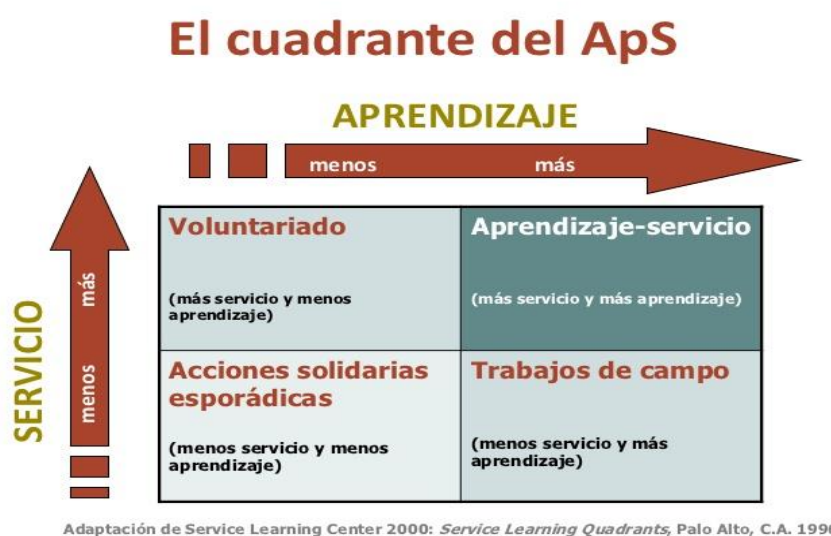 El cuadrante del ApS
APRENDIZAJE
menos más
SERVICIO
menos más
Voluntariado
(más servicio y menos
aprendizaje)
Aprendizaje-servicio
(más servicio y más aprendizaje)
Acciones solidarias
esporádicas
(menos servicio y menos
aprendizaje)
Trabajos de campo
(menos servicio y más
aprendizaje)
Adaptación de Service Learning Center 2000: Service Learning Quadrants, Palo Alto, C.A. 1996